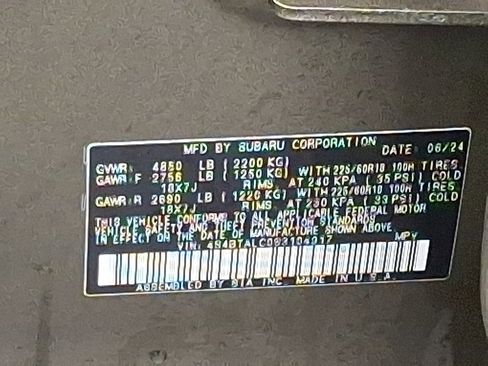 MFD BY SUBARU CORPORATION DATE: 06/24
GVWR 4850 LB (2200 KG)
GAWR F 2756 LB (1250 KG) WITH 225/60R18 100H TIRES
18X7J RIMS, AT 240 KPA (35 PSI) COLD
GAWR R 2690 LB (1220 KG) WITH 225/60R18 100H TIRES
18X7J RIMS, AT 230 KPA (33 PSI) COLD
THIS VEHICLE CONFORMS TO ALL APPLICABLE FEDERAL MOTOR
VEHICLE SAFETY AND THEFT PREVENTION STANDARDS
IN EFFECT ON THE DATE OF MANUFACTURE SHOWN ABOVE.
VIN: MPV
ASSEMBLED BY SIA INC. MADE IN U.S.A.